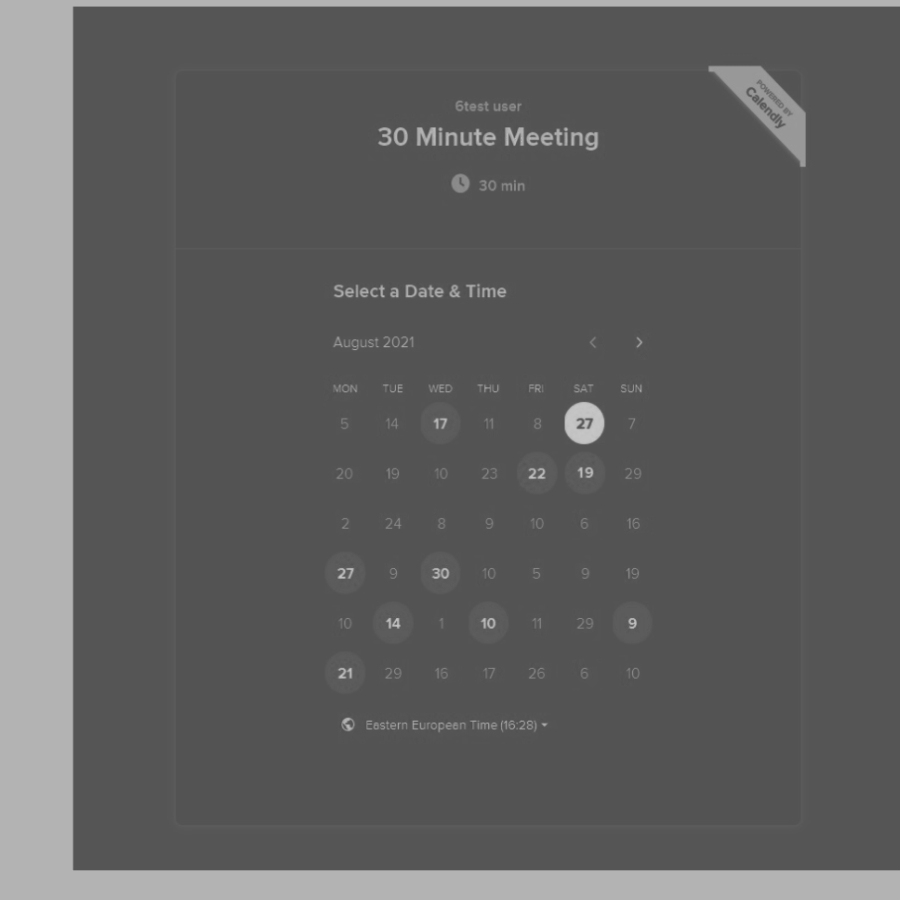 6test user
POWERED BY
Calendly
30 Minute Meeting
30 min
Select a Date & Time
August 2021
MON TUE WED THU FRI SAT SUN
5 14 17 11 8 27 7
20 19 10 23 22 19 29
2 24 8 9 10 6 16
27 9 30 10 5 9 19
10 14 1 10 11 29 9
21 29 16 17 26 6 10
Eastern European Time (16:28)